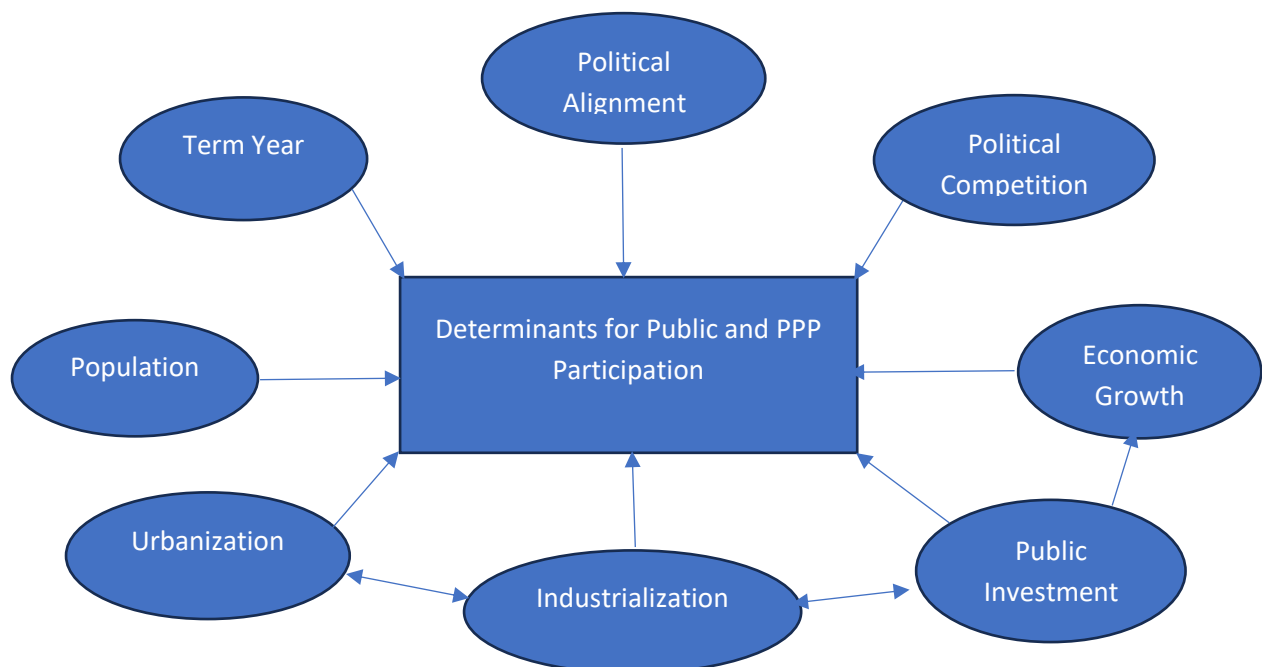 Political
Alignment
Term Year
Political
Competition
Determinants for Public and PPP
Participation
Population
Economic
Growth
Urbanization
Industrialization
Public
Investment